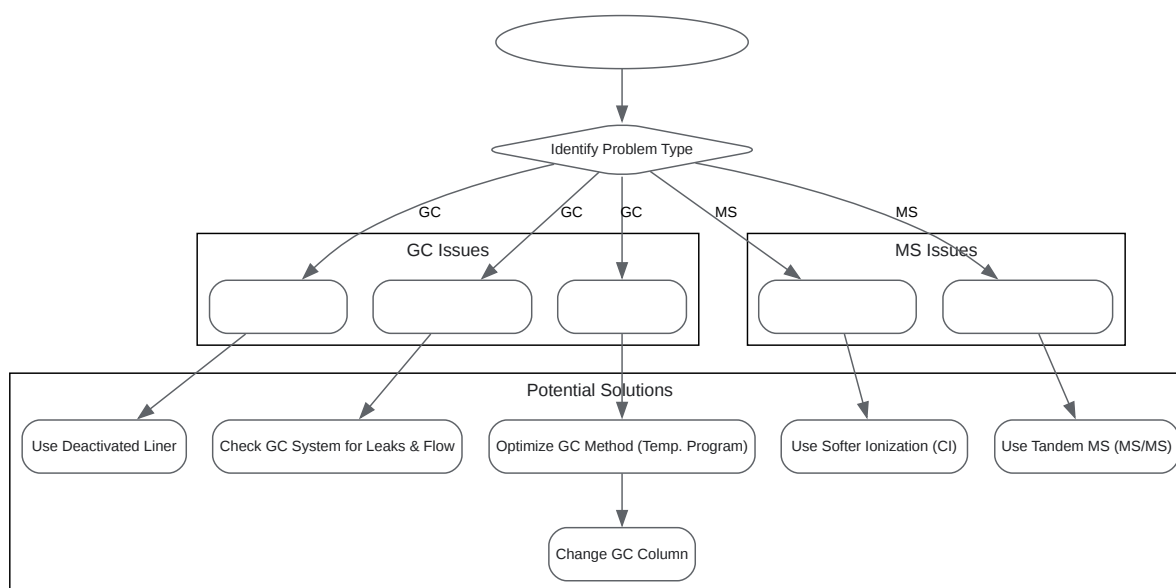 Identify Problem Type
GC
GC
GC
MS
MS
GC Issues
MS Issues
Potential Solutions
Use Deactivated Liner
Check GC System for Leaks & Flow
Optimize GC Method (Temp. Program)
Use Softer Ionization (CI)
Use Tandem MS (MS/MS)
Change GC Column